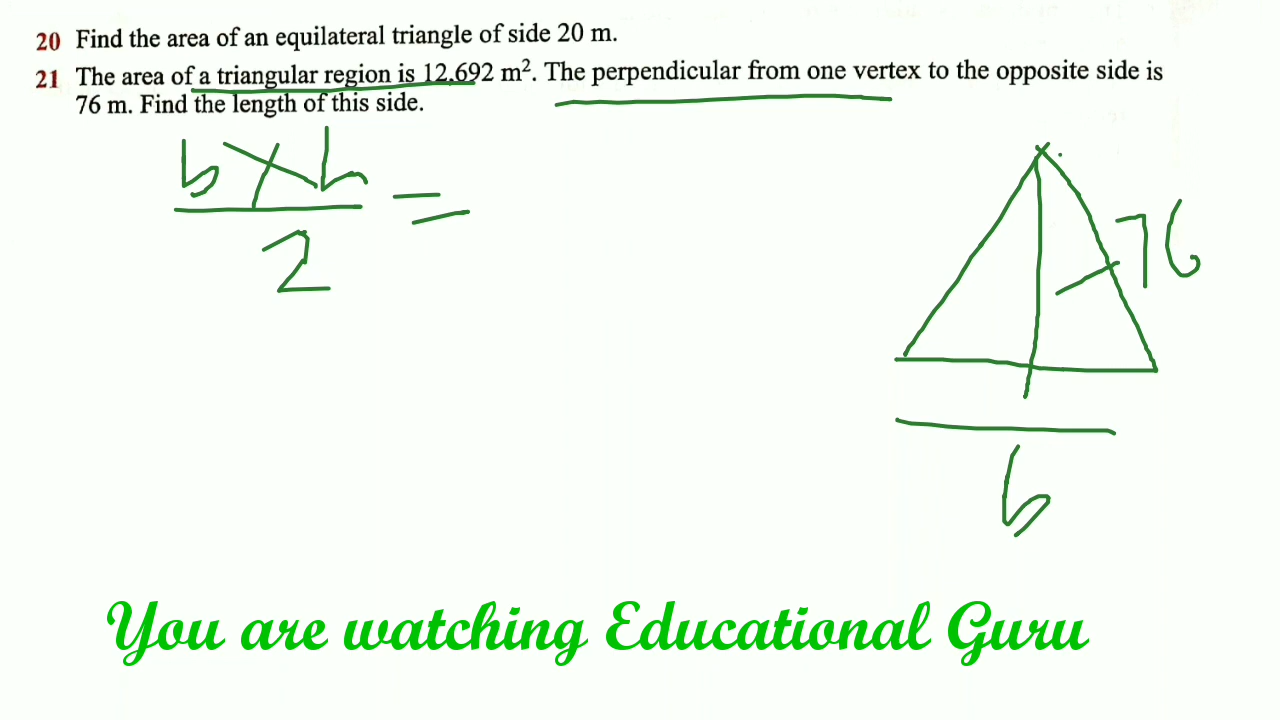 20 Find the area of an equilateral triangle of side 20 m.
21 The area of a triangular region is 12.692 m². The perpendicular from one vertex to the opposite side is
76 m. Find the length of this side.
b × h
=
2
76
b
You are watching Educational Guru